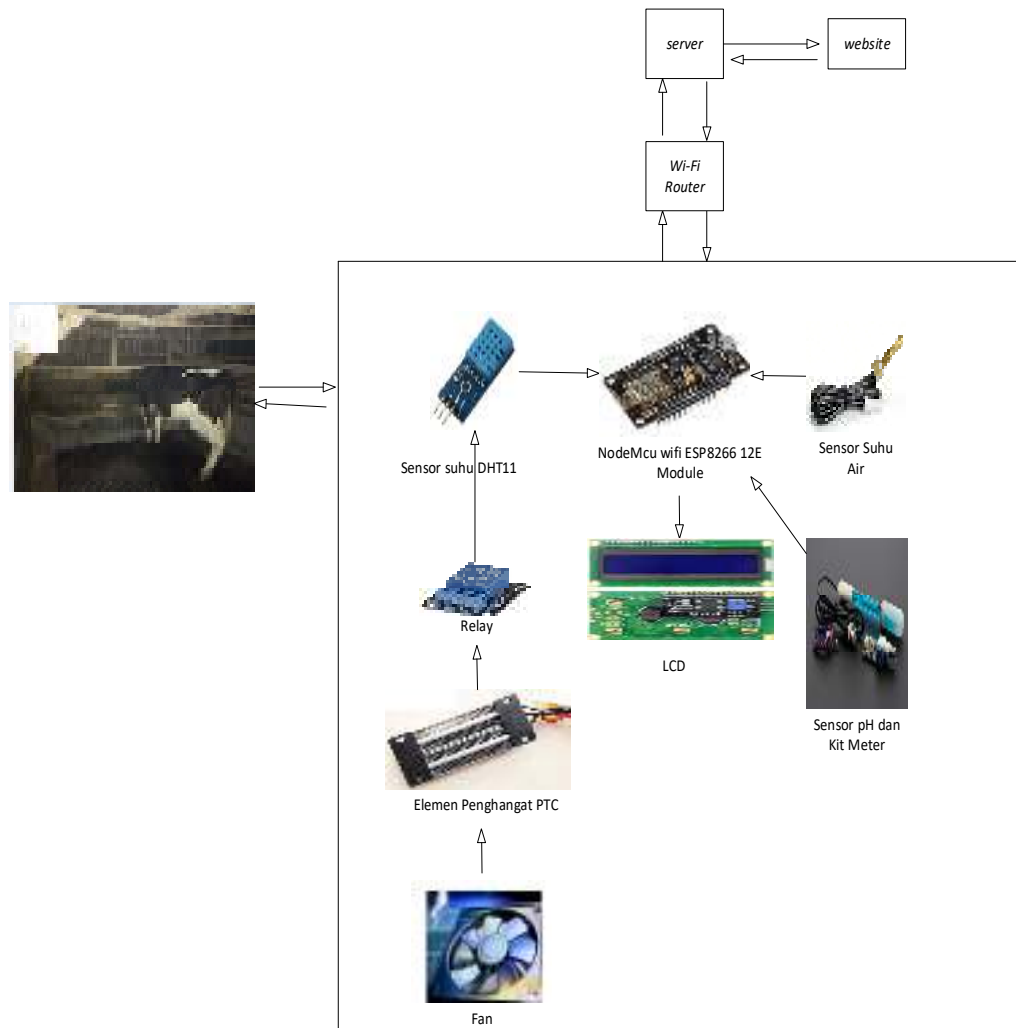 server
website
Wi-Fi
Router
Sensor suhu DHT11
NodeMcu wifi ESP8266 12E
Module
Sensor Suhu
Air
Relay
LCD
Sensor pH dan
Kit Meter
Elemen Penghangat PTC
Fan